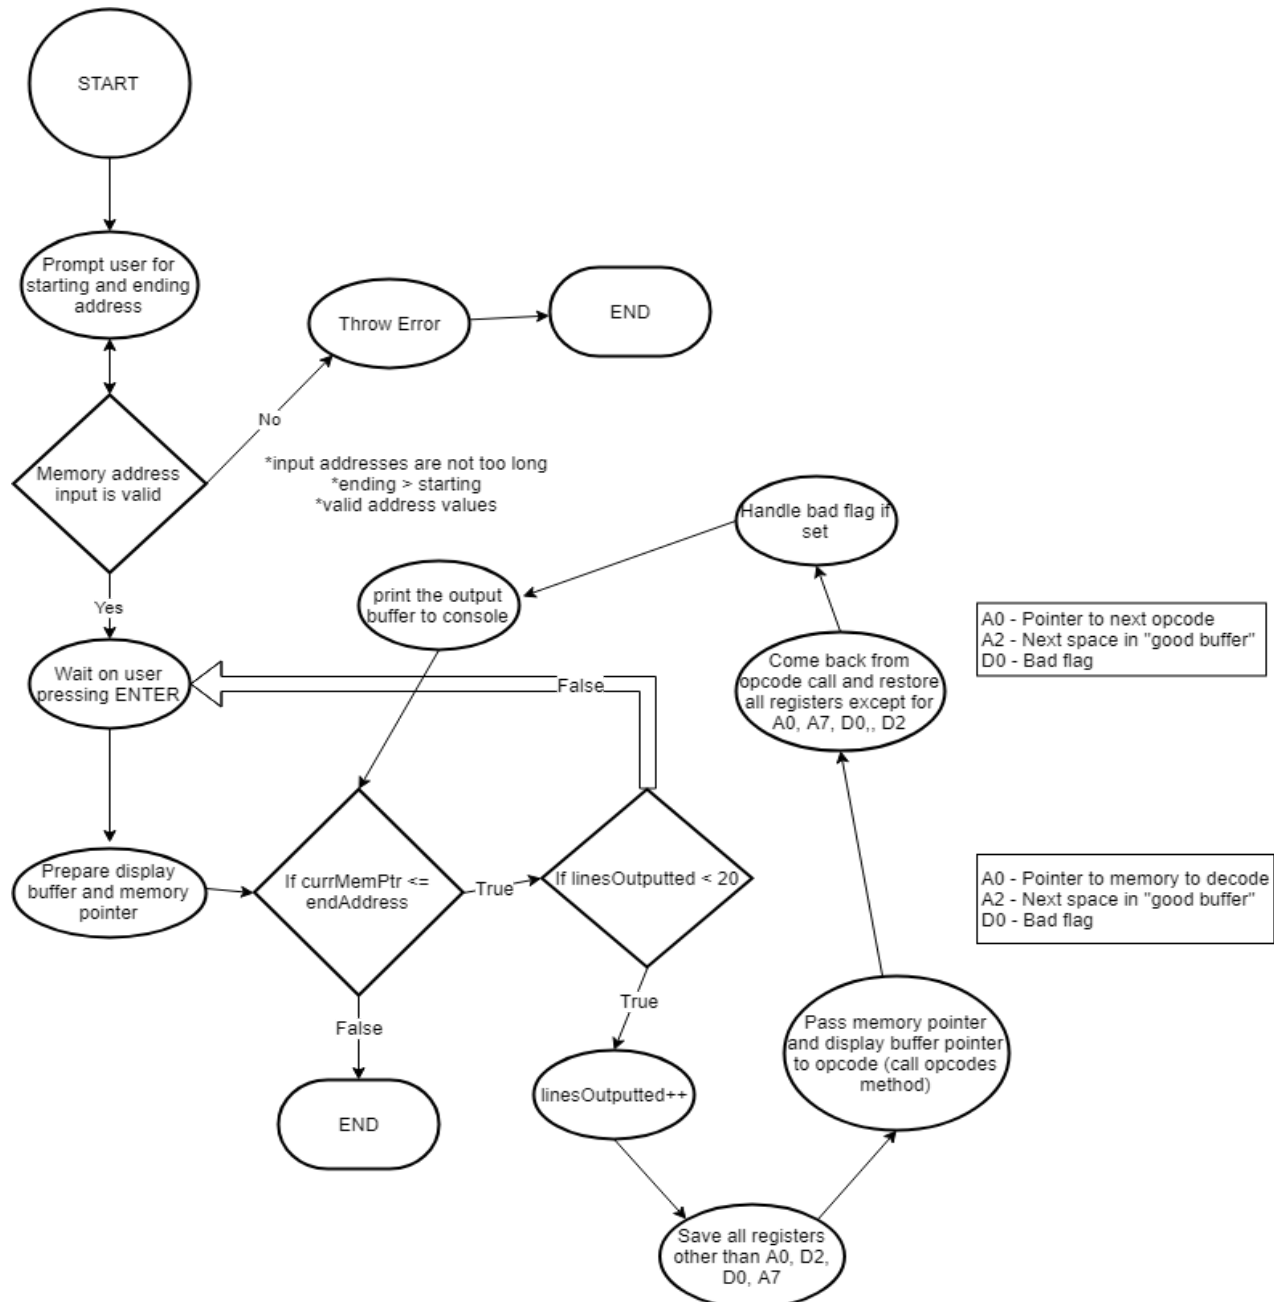 START
Prompt user for
starting and ending
address
Throw Error
END
No
Memory address
input is valid
*input addresses are not too long
*ending > starting
*valid address values
Handle bad flag if
set
Yes
print the output
buffer to console
A0 - Pointer to next opcode
A2 - Next space in "good buffer"
D0 - Bad flag
Wait on user
pressing ENTER
False
Come back from
opcode call and restore
all registers except for
A0, A7, D0,, D2
Prepare display
buffer and memory
pointer
If currMemPtr <=
endAddress
True
If linesOutputted < 20
A0 - Pointer to memory to decode
A2 - Next space in "good buffer"
D0 - Bad flag
False
True
Pass memory pointer
and display buffer pointer
to opcode (call opcodes
method)
END
linesOutputted++
Save all registers
other than A0, D2,
D0, A7